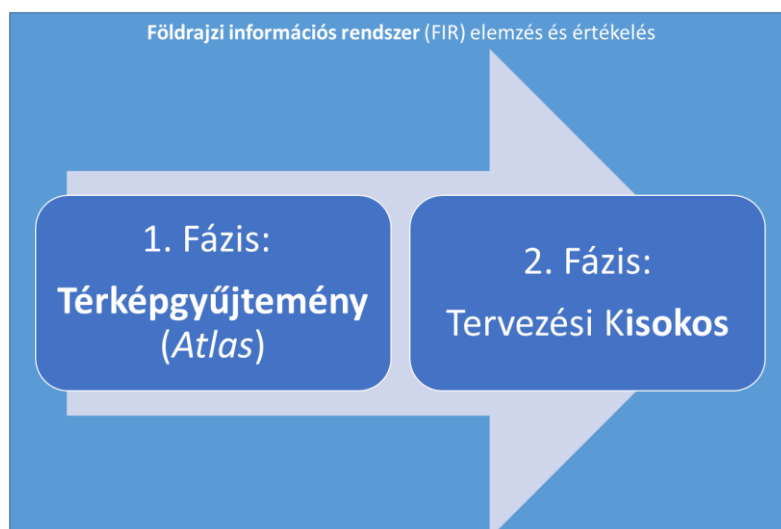 Földrajzi információs rendszer (FIR) elemzés és értékelés
1. Fázis:
Térképgyűjtemény
(Atlas)
2. Fázis:
Tervezési Kisokos